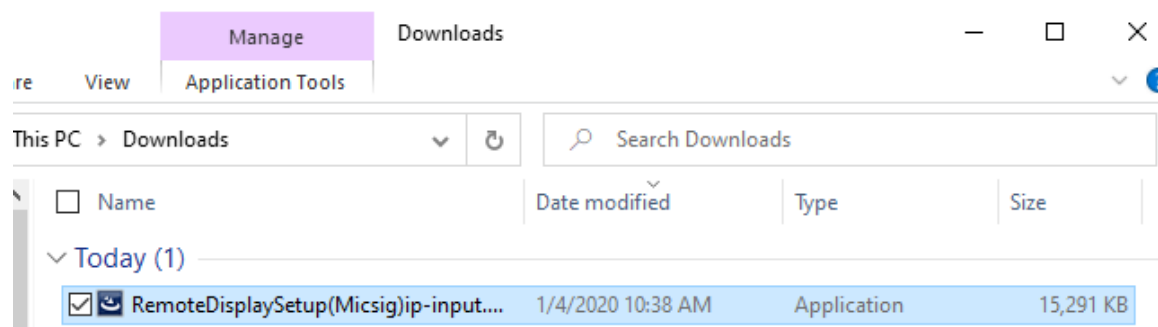 Manage Downloads
View Application Tools
This PC > Downloads Search Downloads
Name Date modified Type Size
Today (1)
RemoteDisplaySetup(Micsig)ip-input.... 1/4/2020 10:38 AM Application 15,291 KB